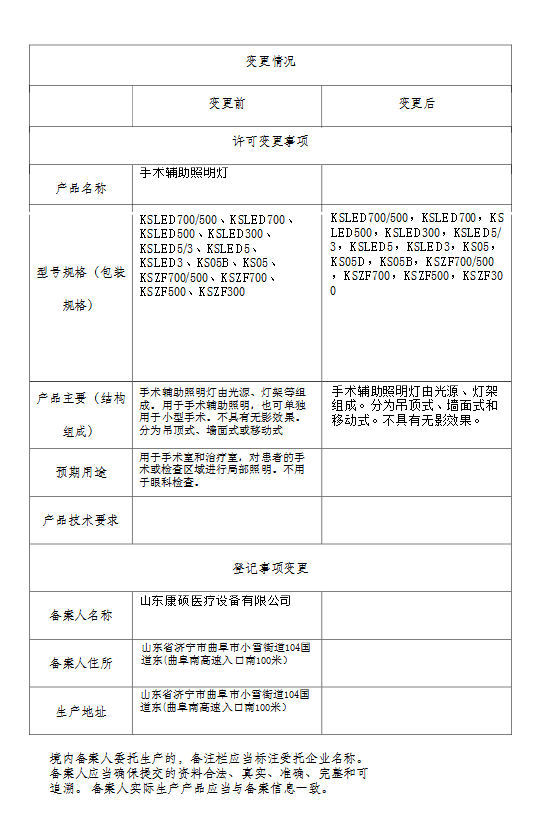 变更情况
变更前
变更后
许可变更事项
产品名称
手术辅助照明灯
型号规格（包装
规格）
KSLED700/500、KSLED700、
KSLED500、KSLED300、
KSLED5/3、KSLED5、
KSLED3、KS05B、KS05、
KSZF700/500、KSZF700、
KSZF500、KSZF300
KSLED700/500，KSLED700，KS
LED500，KSLED300，KSLED5/
3，KSLED5，KSLED3，KS05，
KS05D，KS05B，KSZF700/500
，KSZF700，KSZF500，KSZF30
0
产品主要（结构
组成）
手术辅助照明灯由光源、灯架等组
成。用于手术辅助照明，也可单独
用于小型手术。不具有无影效果。
分为吊顶式、墙面式或移动式
手术辅助照明灯由光源、灯架
组成。分为吊顶式、墙面式和
移动式。不具有无影效果。
预期用途
用于手术室和治疗室，对患者的手
术或检查区域进行局部照明。不用
于眼科检查。
产品技术要求
登记事项变更
备案人名称
山东康硕医疗设备有限公司
备案人住所
山东省济宁市曲阜市小雪街道104国
道东(曲阜南高速入口南100米）
生产地址
山东省济宁市曲阜市小雪街道104国
道东(曲阜南高速入口南100米）
境内备案人委托生产的，备注栏应当标注受托企业名称。
备案人应当确保提交的资料合法、真实、准确、完整和可
追溯。备案人实际生产产品应当与备案信息一致。